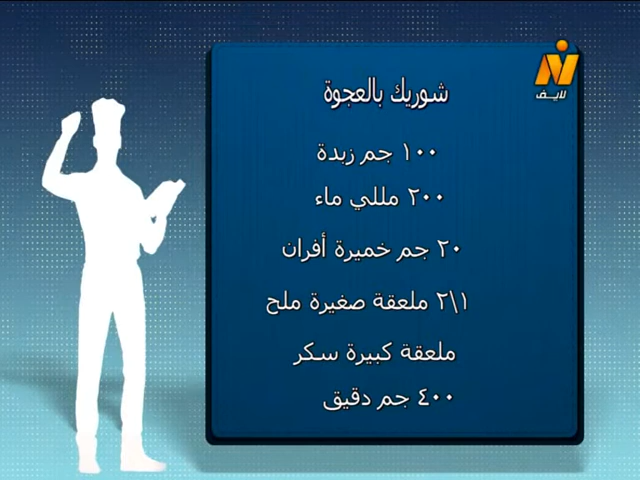 شوريك بالعجوة
لايف
١٠٠ جم زبدة
٢٠٠ مللي ماء
٢٠ جم خميرة أفران
١\٢ ملعقة صغيرة ملح
ملعقة كبيرة سكر
٤٠٠ جم دقيق